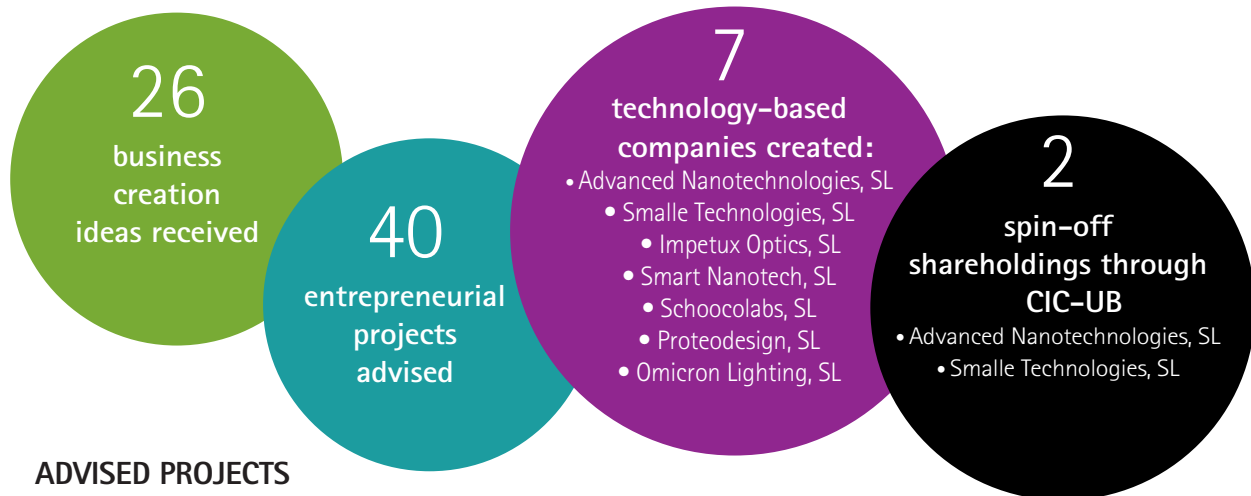 26
business
creation
ideas received
40
entrepreneurial
projects
advised
7
technology-based
companies created:
• Advanced Nanotechnologies, SL
• Smalle Technologies, SL
• Impetux Optics, SL
• Smart Nanotech, SL
• Schoocolabs, SL
• Proteodesign, SL
• Omicron Lighting, SL
2
spin-off
shareholdings through
CIC-UB
• Advanced Nanotechnologies, SL
• Smalle Technologies, SL
ADVISED PROJECTS